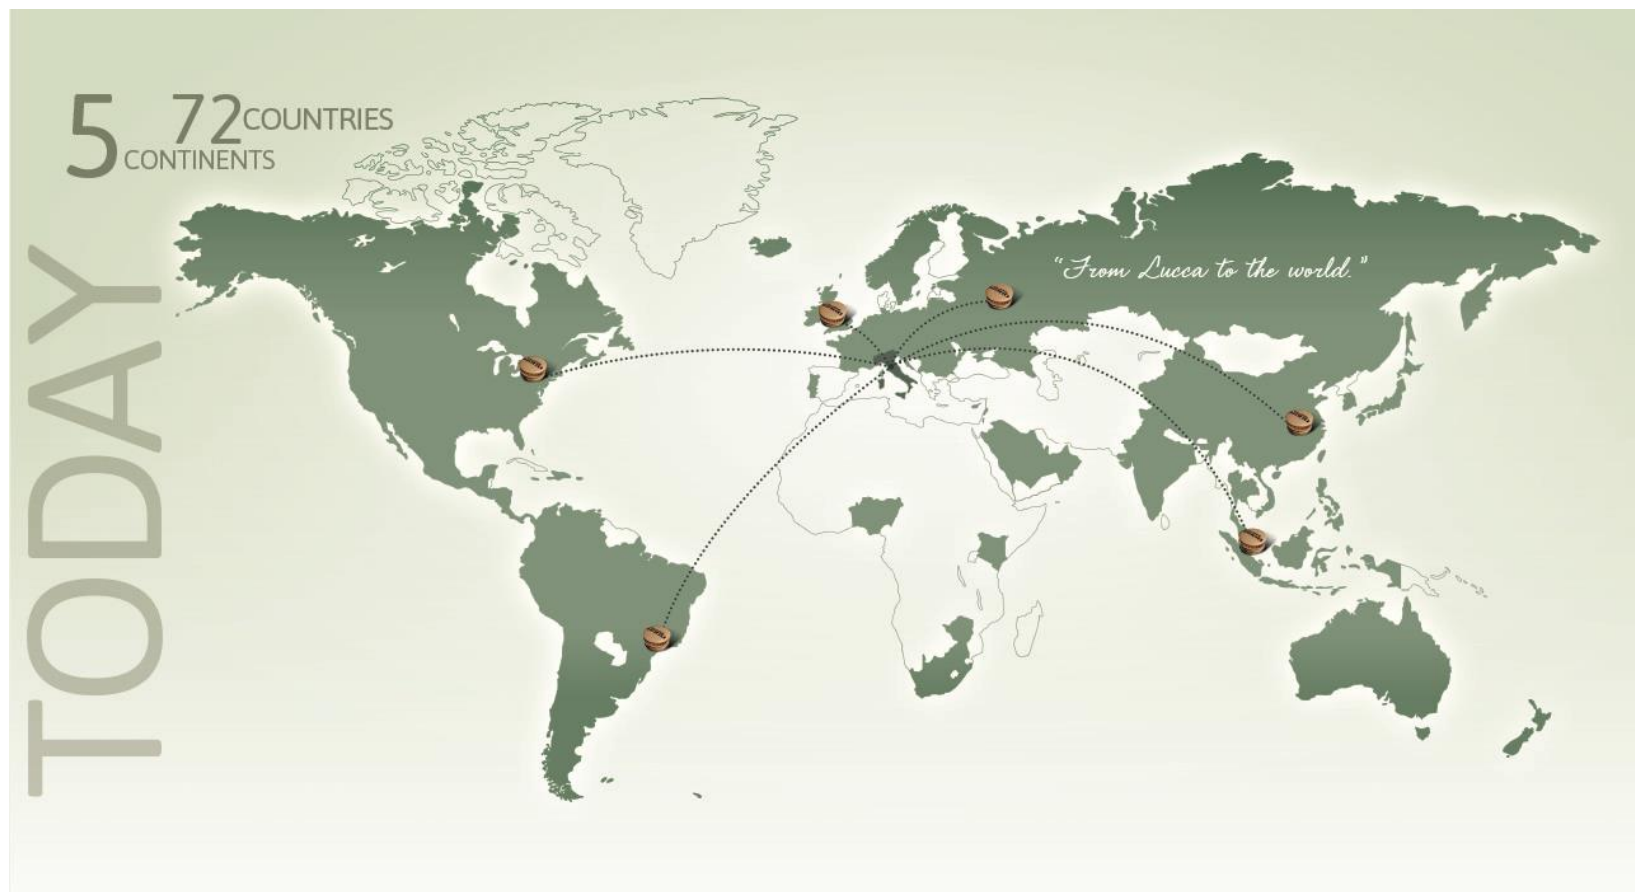 5 CONTINENTS
72 COUNTRIES
TODAY
“From Lucca to the world.”